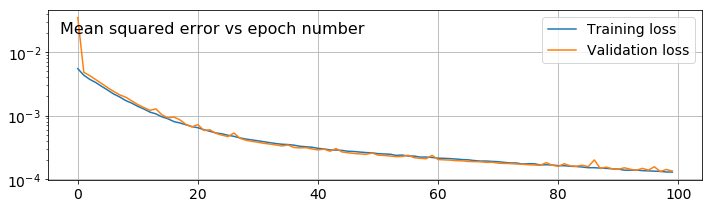 Mean squared error vs epoch number
Training loss
Validation loss
10⁻²
10⁻³
10⁻⁴
0 20 40 60 80 100